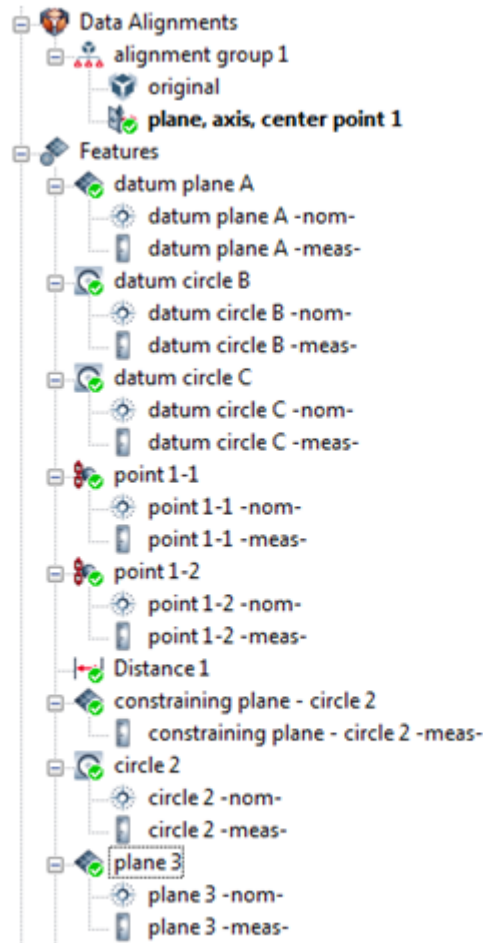 Data Alignments
alignment group 1
original
plane, axis, center point 1
Features
datum plane A
datum plane A -nom-
datum plane A -meas-
datum circle B
datum circle B -nom-
datum circle B -meas-
datum circle C
datum circle C -nom-
datum circle C -meas-
point 1-1
point 1-1 -nom-
point 1-1 -meas-
point 1-2
point 1-2 -nom-
point 1-2 -meas-
Distance 1
constraining plane - circle 2
constraining plane - circle 2 -meas-
circle 2
circle 2 -nom-
circle 2 -meas-
plane 3
plane 3 -nom-
plane 3 -meas-